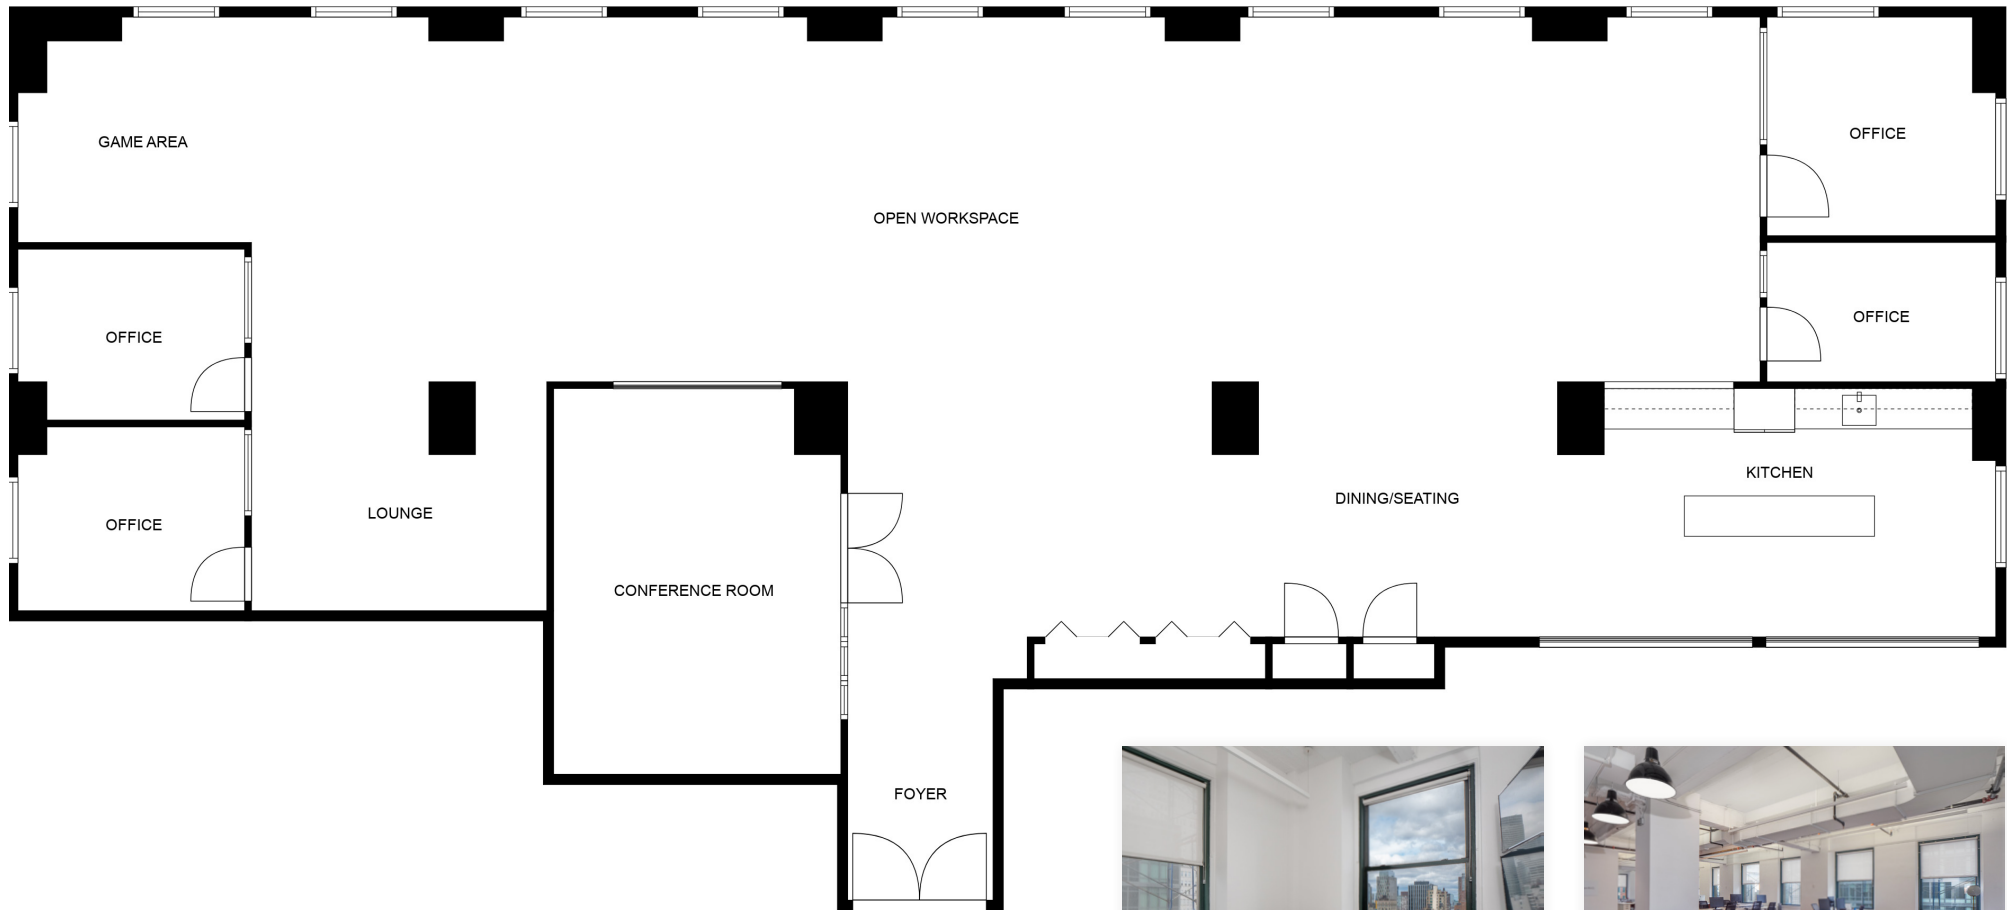 GAME AREA
OFFICE
OPEN WORKSPACE
OFFICE
OFFICE
KITCHEN
DINING/SEATING
LOUNGE
OFFICE
CONFERENCE ROOM
FOYER